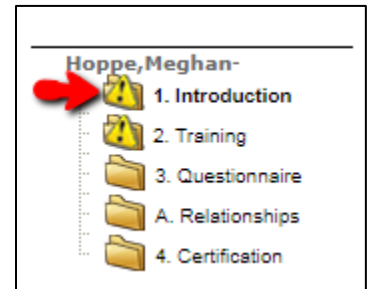 Hoppe,Meghan-
1. Introduction
2. Training
3. Questionnaire
A. Relationships
4. Certification